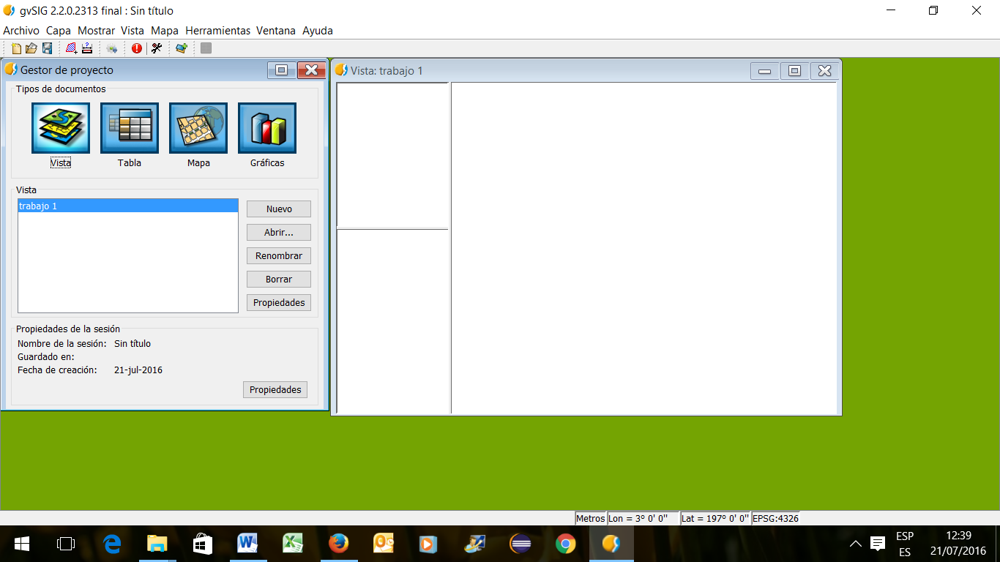 gvSIG 2.2.0.2313 final : Sin título
Archivo Capa Mostrar Vista Mapa Herramientas Ventana Ayuda
Gestor de proyecto
Tipos de documentos
Vista Tabla Mapa Gráficas
Vista
trabajo 1
Nuevo
Abrir...
Renombrar
Borrar
Propiedades
Propiedades de la sesión
Nombre de la sesión: Sin título
Guardado en:
Fecha de creación: 21-jul-2016
Propiedades
Vista: trabajo 1
Metros Lon = 3º 0' 0'' Lat = 197º 0' 0'' EPSG:4326
ESP
ES
12:39
21/07/2016